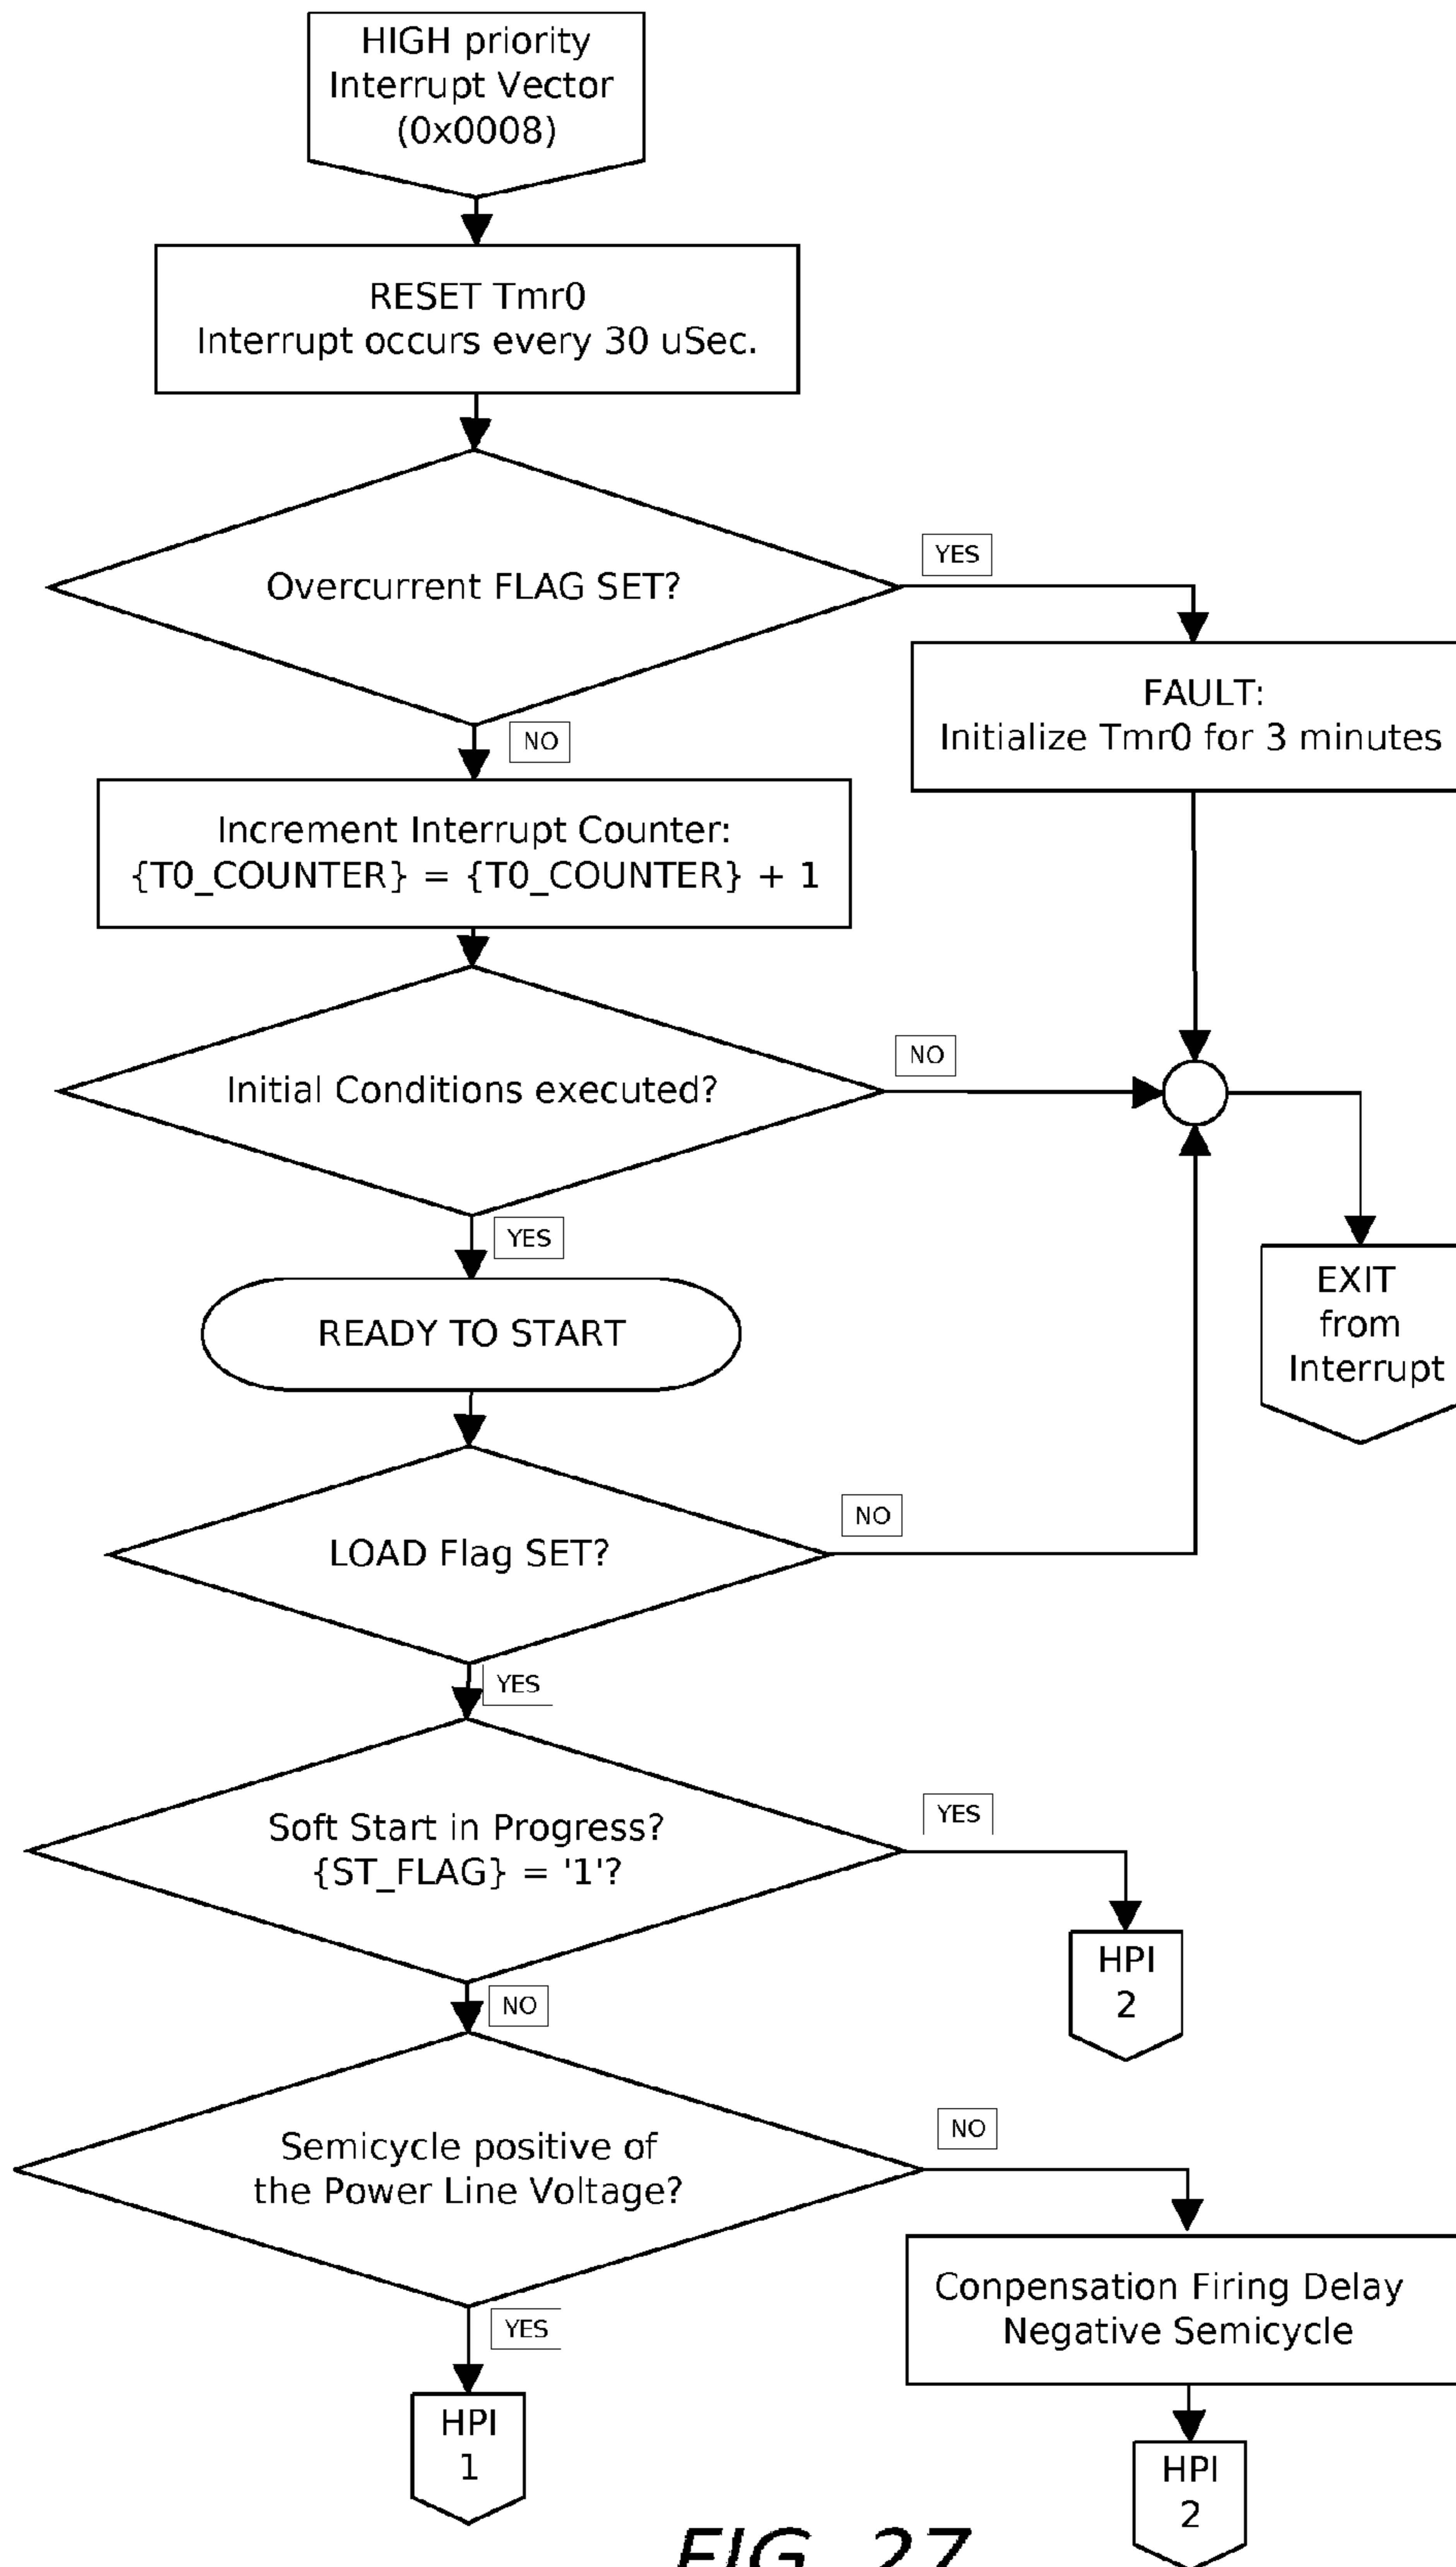 HIGH priority
Interrupt Vector
(0x0008)
RESET Tmr0
Interrupt occurs every 30 uSec.
Overcurrent FLAG SET?
YES
FAULT:
Initialize Tmr0 for 3 minutes
NO
Increment Interrupt Counter:
{T0_COUNTER} = {T0_COUNTER} + 1
Initial Conditions executed?
NO
YES
EXIT
from
Interrupt
READY TO START
LOAD Flag SET?
NO
YES
Soft Start in Progress?
{ST_FLAG} = '1'?
YES
HPI
2
NO
Semicycle positive of
the Power Line Voltage?
NO
Conpensation Firing Delay
Negative Semicycle
YES
HPI
1
HPI
2
FIG. 27